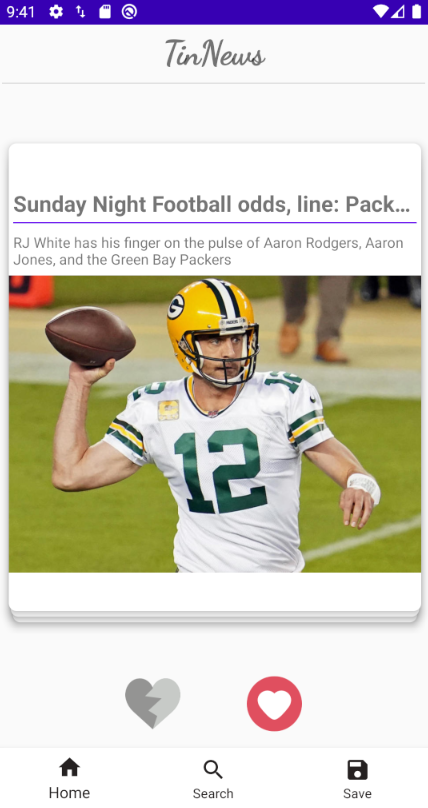 9:41
TinNews
Sunday Night Football odds, line: Pack…
RJ White has his finger on the pulse of Aaron Rodgers, Aaron
Jones, and the Green Bay Packers
G
12
12
12
Home
Search
Save